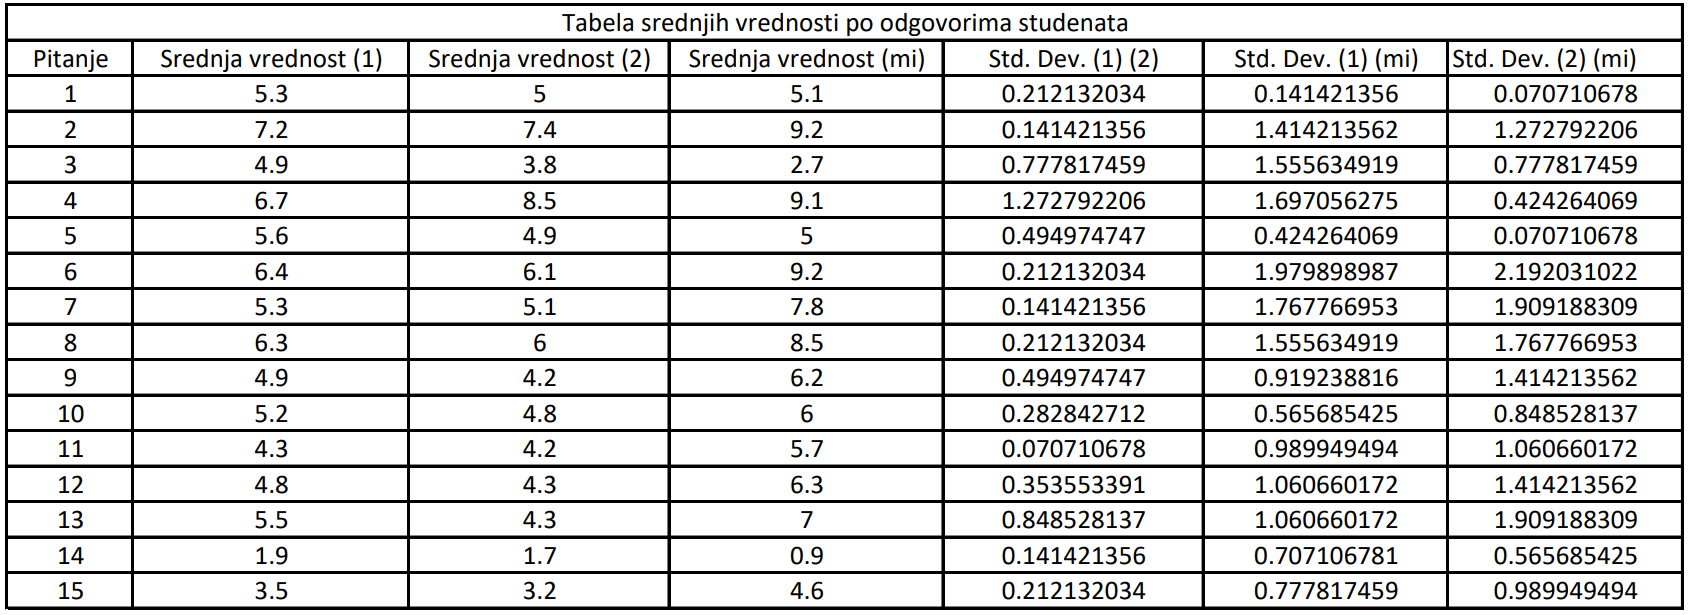 Tabela srednjih vrednosti po odgovorima studenata
Pitanje Srednja vrednost (1) Srednja vrednost (2) Srednja vrednost (mi) Std. Dev. (1) (2) Std. Dev. (1) (mi) Std. Dev. (2) (mi)
1 5.3 5 5.1 0.212132034 0.141421356 0.070710678
2 7.2 7.4 9.2 0.141421356 1.414213562 1.272792206
3 4.9 3.8 2.7 0.777817459 1.555634919 0.777817459
4 6.7 8.5 9.1 1.272792206 1.697056275 0.424264069
5 5.6 4.9 5 0.494974747 0.424264069 0.070710678
6 6.4 6.1 9.2 0.212132034 1.979898987 2.192031022
7 5.3 5.1 7.8 0.141421356 1.767766953 1.909188309
8 6.3 6 8.5 0.212132034 1.555634919 1.767766953
9 4.9 4.2 6.2 0.494974747 0.919238816 1.414213562
10 5.2 4.8 6 0.282842712 0.565685425 0.848528137
11 4.3 4.2 5.7 0.070710678 0.989949494 1.060660172
12 4.8 4.3 6.3 0.353553391 1.060660172 1.414213562
13 5.5 4.3 7 0.848528137 1.060660172 1.909188309
14 1.9 1.7 0.9 0.141421356 0.707106781 0.565685425
15 3.5 3.2 4.6 0.212132034 0.777817459 0.989949494